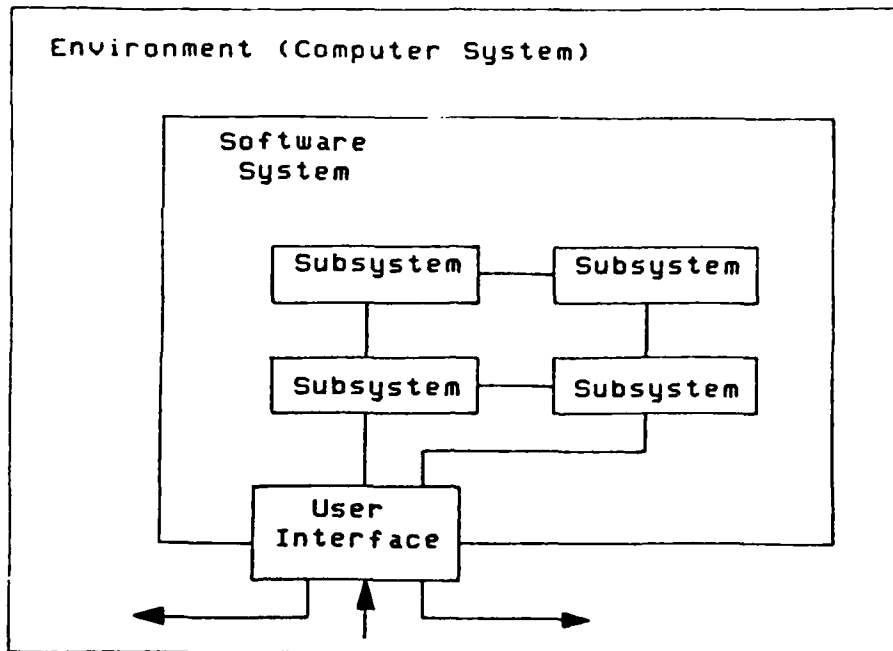 Environment (Computer System)
Software
System
Subsystem
Subsystem
Subsystem
Subsystem
User
Interface